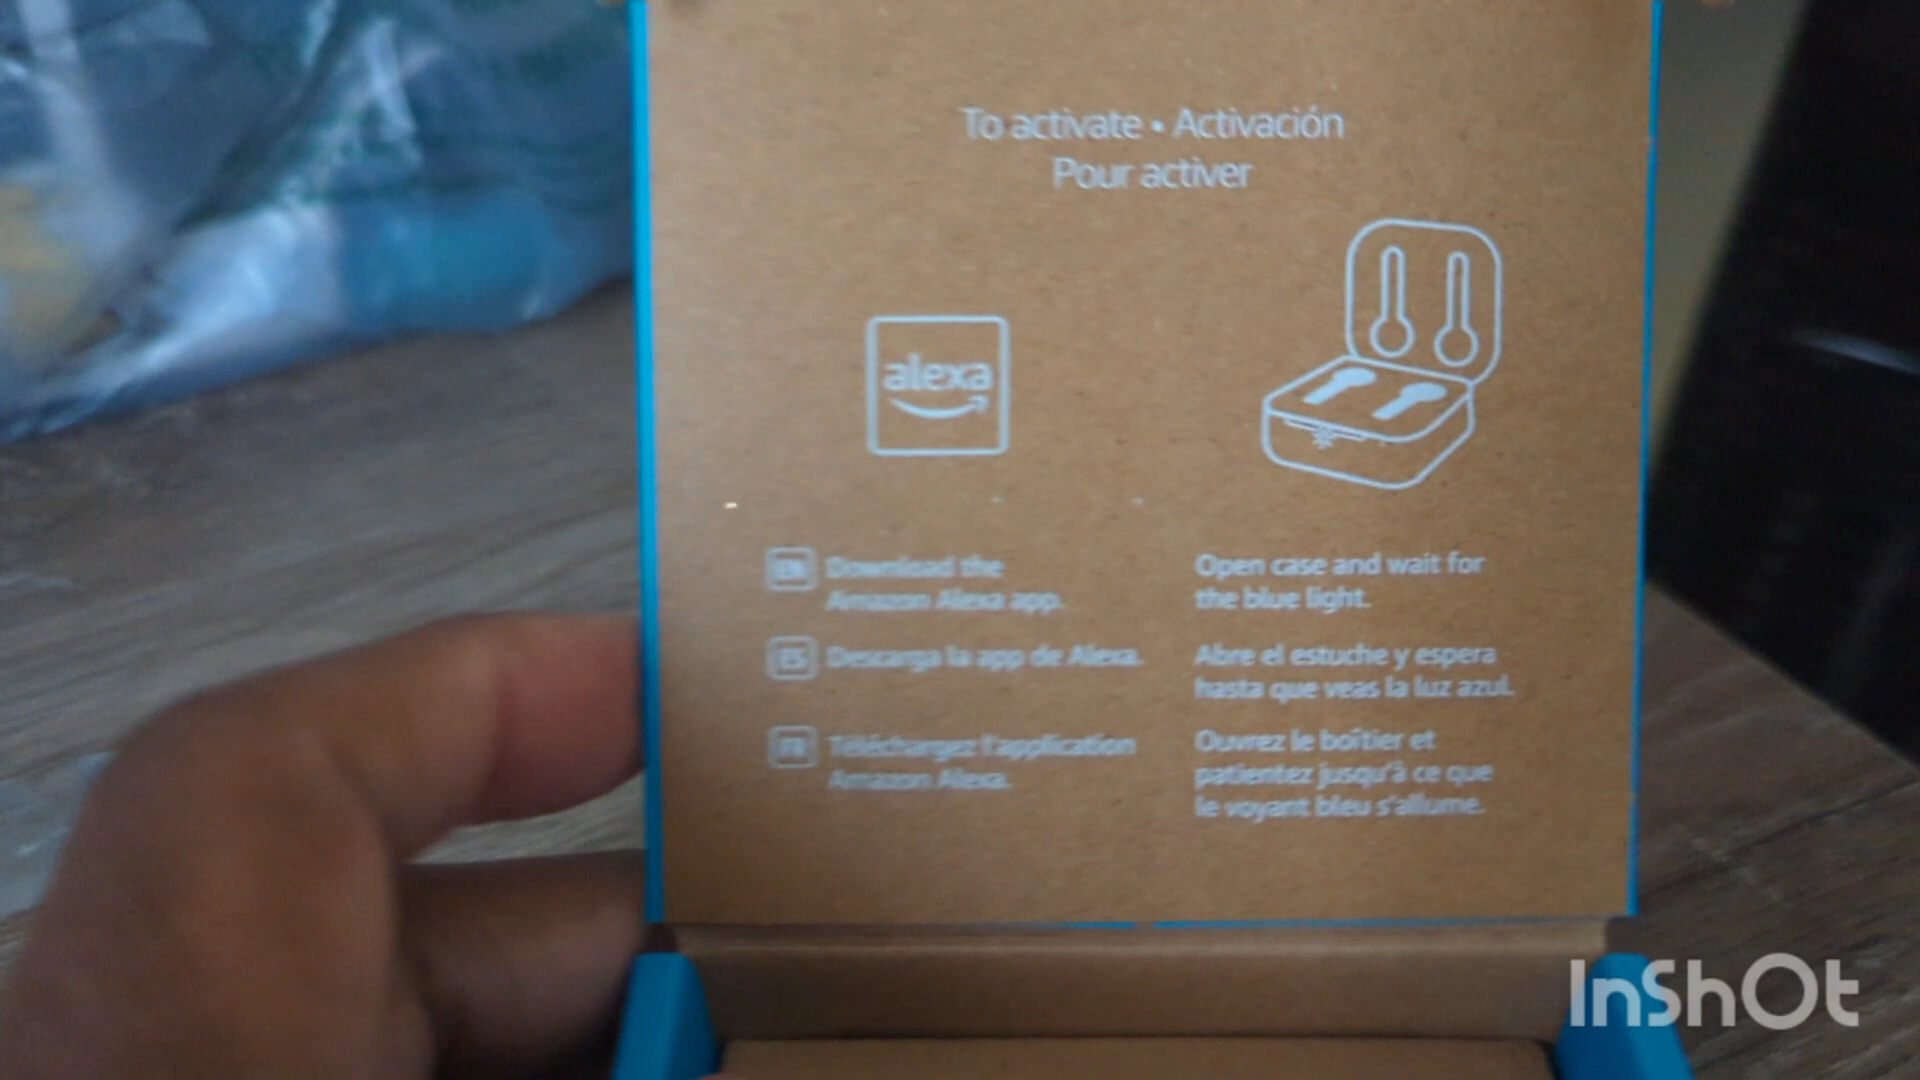 To activate • Activación
Pour activer
alexa
EN Download the
Amazon Alexa app.
ES Descarga la app de Alexa.
FR Téléchargez l'application
Amazon Alexa.
Open case and wait for
the blue light.
Abre el estuche y espera
hasta que veas la luz azul.
Ouvrez le boîtier et
patientez jusqu'à ce que
le voyant bleu s'allume.
InShOt